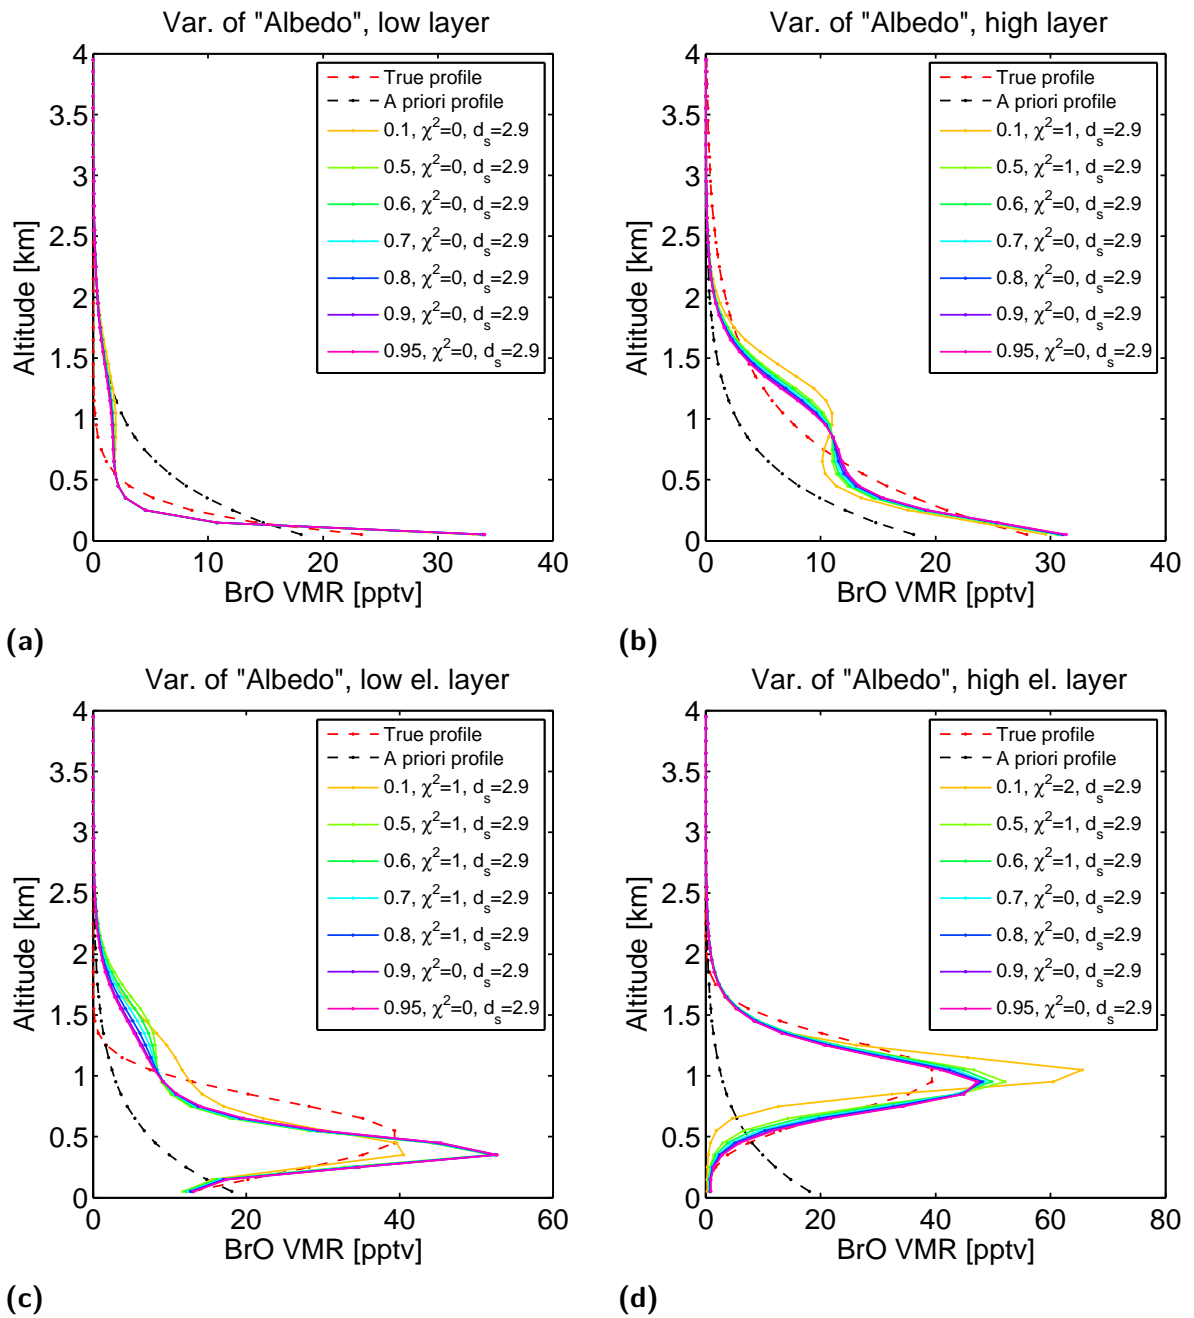 Var. of "Albedo", low layer
4
3.5
3
2.5
2
1.5
1
0.5
0
Altitude [km]
True profile
A priori profile
0.1, χ²=0, dₛ=2.9
0.5, χ²=0, dₛ=2.9
0.6, χ²=0, dₛ=2.9
0.7, χ²=0, dₛ=2.9
0.8, χ²=0, dₛ=2.9
0.9, χ²=0, dₛ=2.9
0.95, χ²=0, dₛ=2.9
0 10 20 30 40
BrO VMR [pptv]
(a)
Var. of "Albedo", high layer
4
3.5
3
2.5
2
1.5
1
0.5
0
Altitude [km]
True profile
A priori profile
0.1, χ²=1, dₛ=2.9
0.5, χ²=1, dₛ=2.9
0.6, χ²=0, dₛ=2.9
0.7, χ²=0, dₛ=2.9
0.8, χ²=0, dₛ=2.9
0.9, χ²=0, dₛ=2.9
0.95, χ²=0, dₛ=2.9
0 10 20 30 40
BrO VMR [pptv]
(b)
Var. of "Albedo", low el. layer
4
3.5
3
2.5
2
1.5
1
0.5
0
Altitude [km]
True profile
A priori profile
0.1, χ²=1, dₛ=2.9
0.5, χ²=1, dₛ=2.9
0.6, χ²=1, dₛ=2.9
0.7, χ²=1, dₛ=2.9
0.8, χ²=1, dₛ=2.9
0.9, χ²=0, dₛ=2.9
0.95, χ²=0, dₛ=2.9
0 20 40 60
BrO VMR [pptv]
(c)
Var. of "Albedo", high el. layer
4
3.5
3
2.5
2
1.5
1
0.5
0
Altitude [km]
True profile
A priori profile
0.1, χ²=2, dₛ=2.9
0.5, χ²=1, dₛ=2.9
0.6, χ²=1, dₛ=2.9
0.7, χ²=0, dₛ=2.9
0.8, χ²=0, dₛ=2.9
0.9, χ²=0, dₛ=2.9
0.95, χ²=0, dₛ=2.9
0 20 40 60 80
BrO VMR [pptv]
(d)